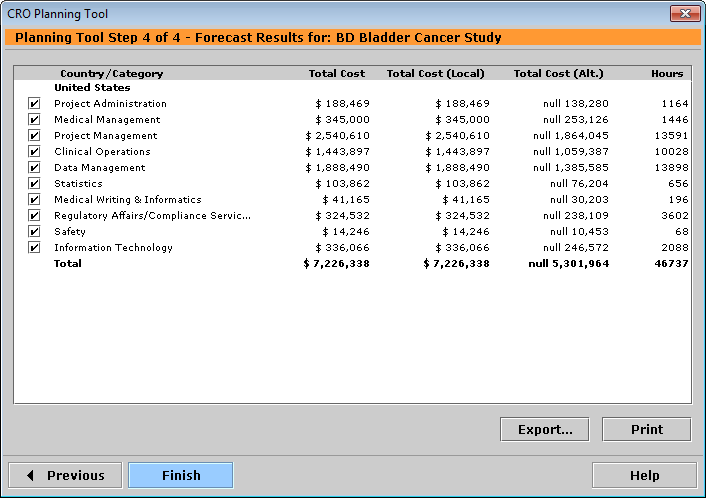 CRO Planning Tool
Planning Tool Step 4 of 4 - Forecast Results for: BD Bladder Cancer Study
Country/Category Total Cost Total Cost (Local) Total Cost (Alt.) Hours
United States
Project Administration $ 188,469 $ 188,469 null 138,280 1164
Medical Management $ 345,000 $ 345,000 null 253,126 1446
Project Management $ 2,540,610 $ 2,540,610 null 1,864,045 13591
Clinical Operations $ 1,443,897 $ 1,443,897 null 1,059,387 10028
Data Management $ 1,888,490 $ 1,888,490 null 1,385,585 13898
Statistics $ 103,862 $ 103,862 null 76,204 656
Medical Writing & Informatics $ 41,165 $ 41,165 null 30,203 196
Regulatory Affairs/Compliance Servic... $ 324,532 $ 324,532 null 238,109 3602
Safety $ 14,246 $ 14,246 null 10,453 68
Information Technology $ 336,066 $ 336,066 null 246,572 2088
Total $ 7,226,338 $ 7,226,338 null 5,301,964 46737
Export... Print
Previous Finish Help